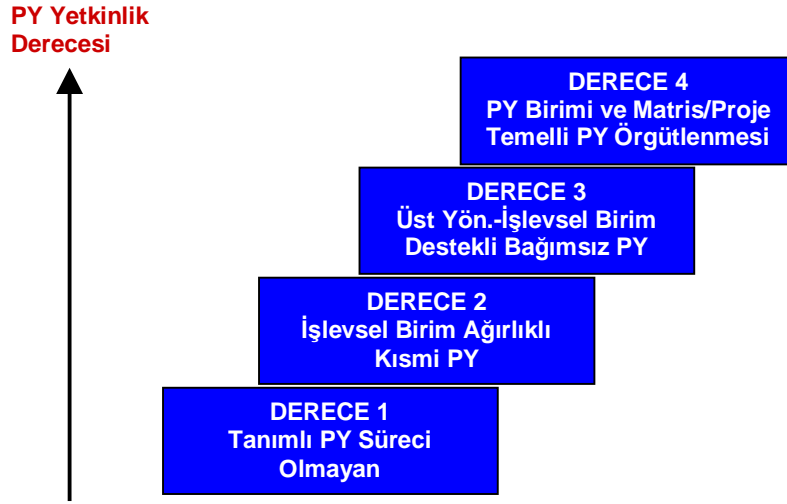 PY Yetkinlik
Derecesi
DERECE 4
PY Birimi ve Matris/Proje
Temelli PY Örgütlenmesi
DERECE 3
Üst Yön.-İşlevsel Birim
Destekli Bağımsız PY
DERECE 2
İşlevsel Birim Ağırlıklı
Kısmi PY
DERECE 1
Tanımlı PY Süreci
Olmayan